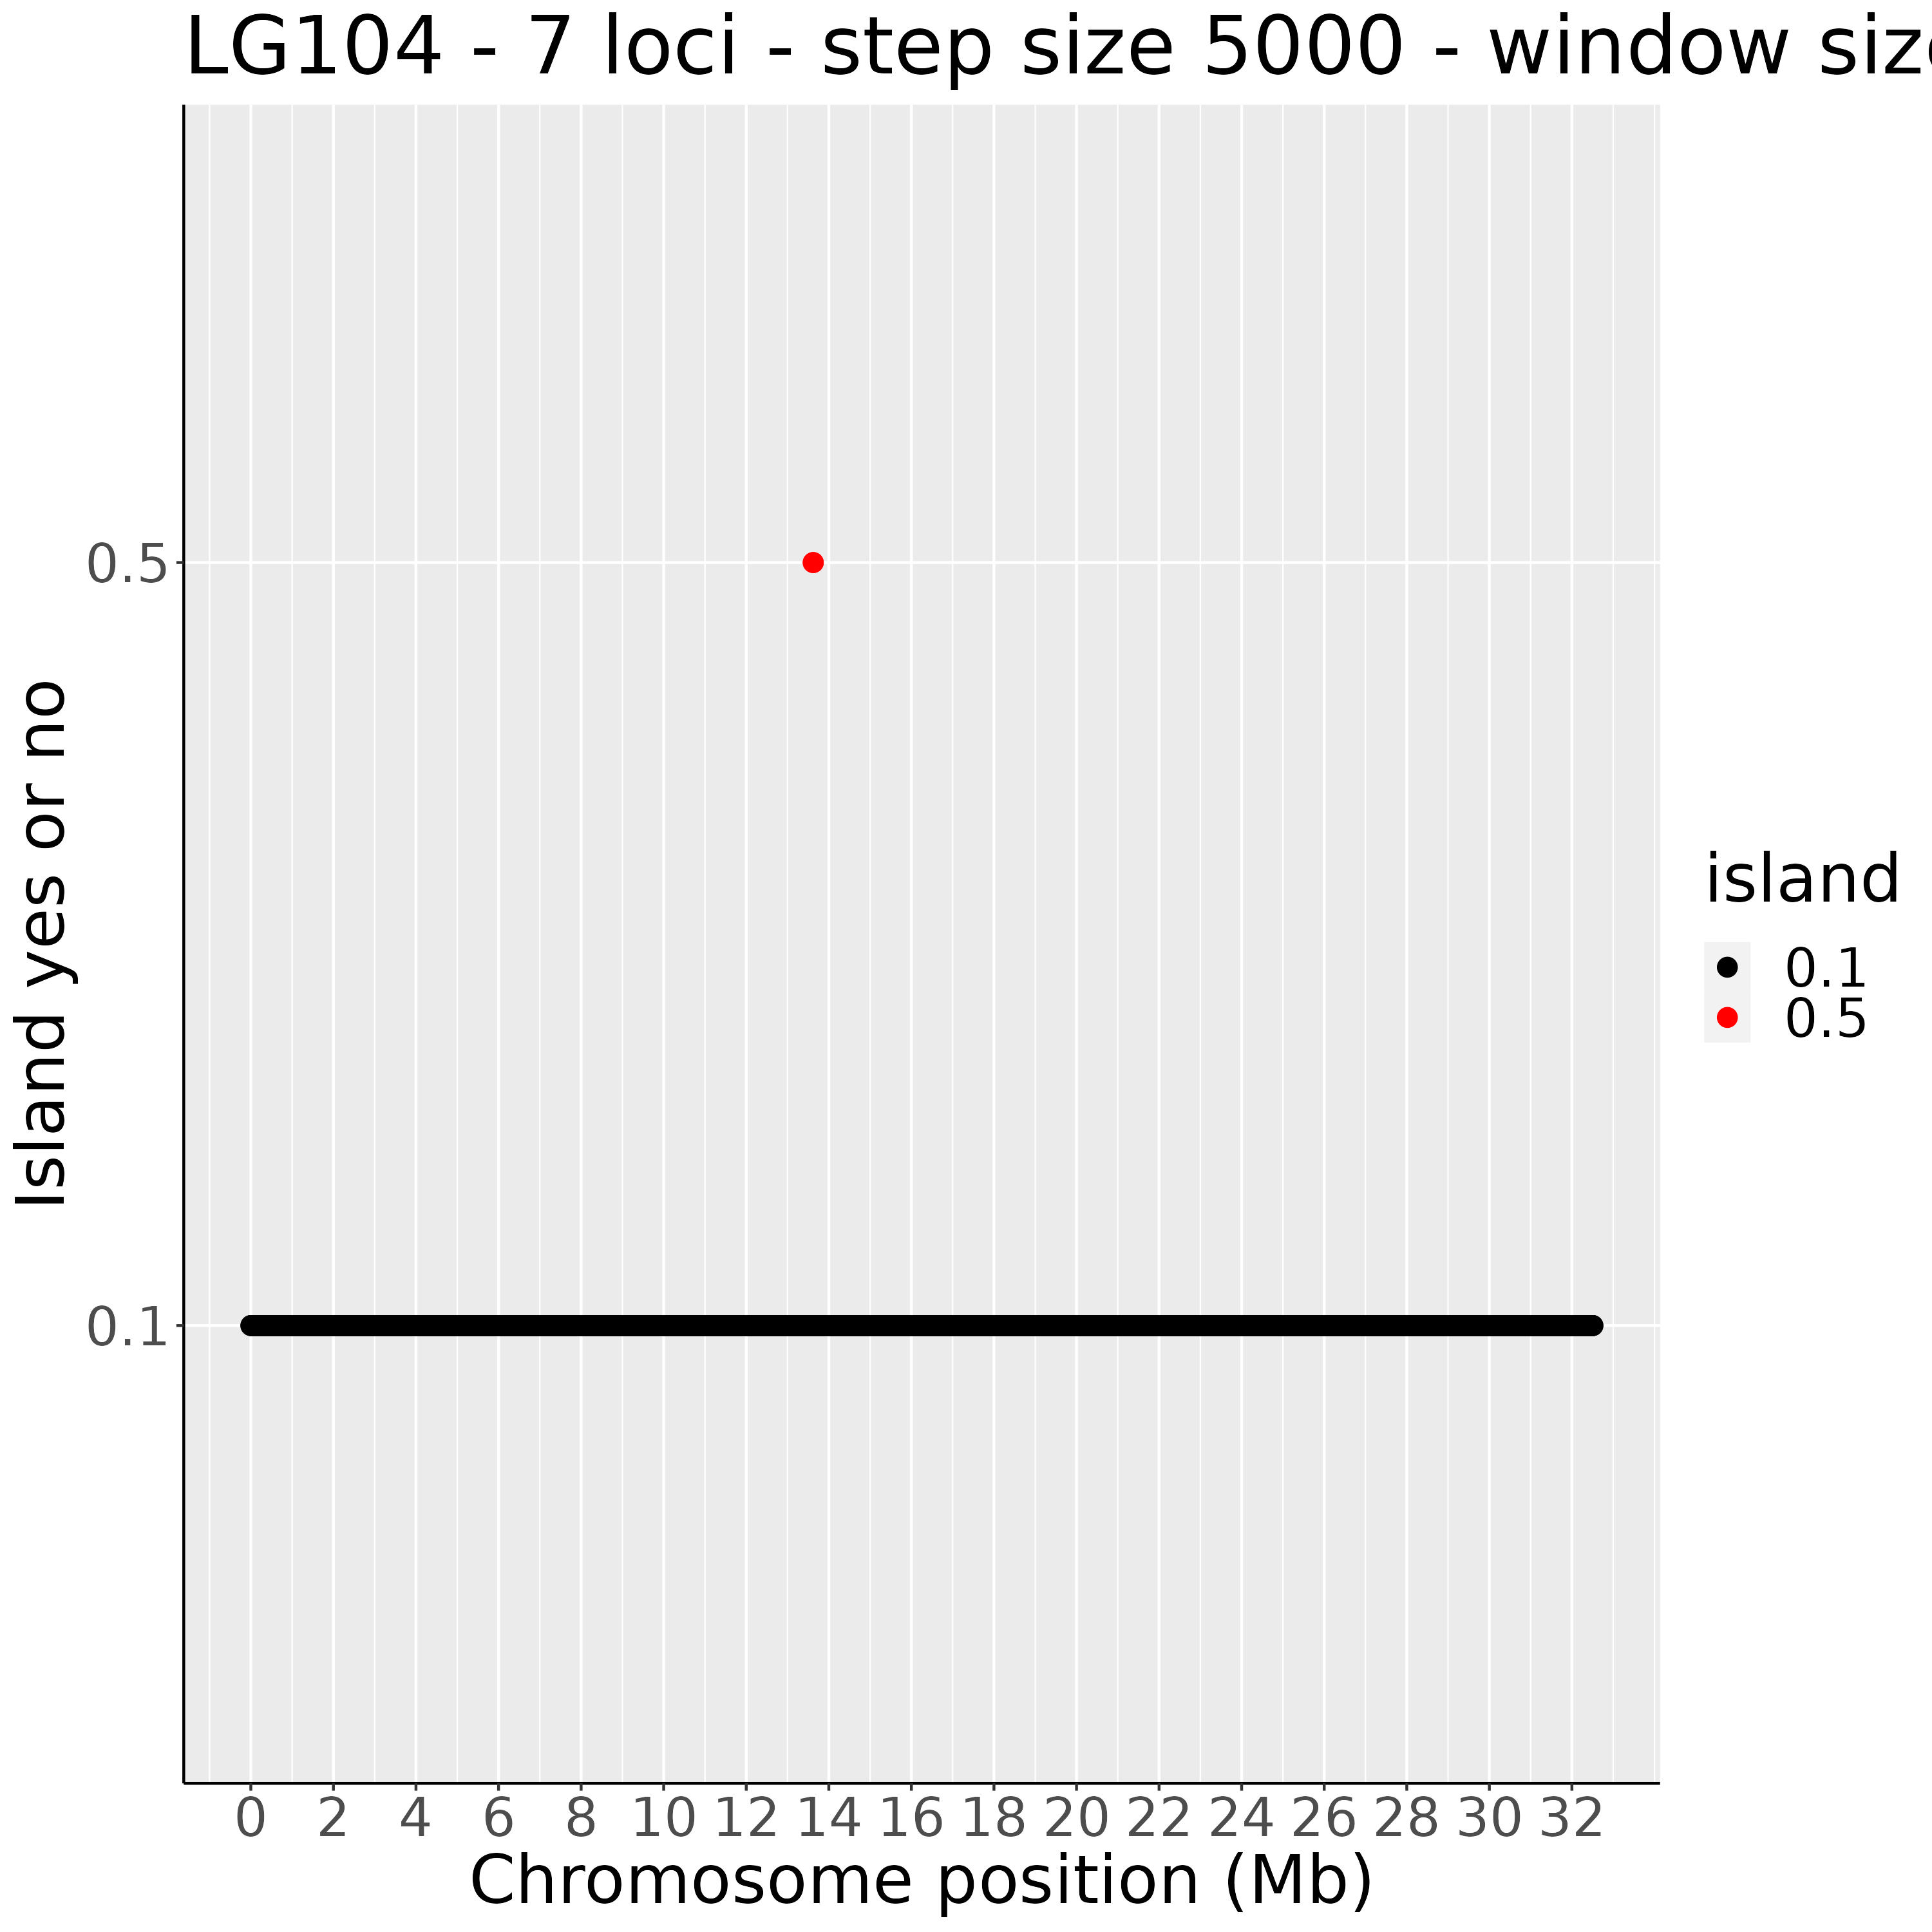 LG104 - 7 loci - step size 5000 - window
Island yes or no
0.5
0.1
island
0.1
0.5
0 2 4 6 8 10 12 14 16 18 20 22 24 26 28 30 32
Chromosome position (Mb)